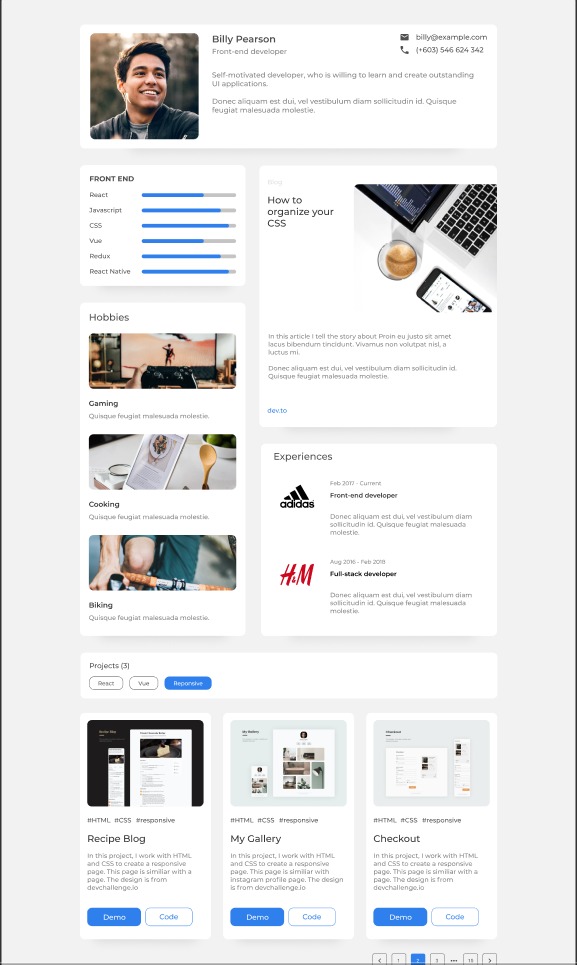 Billy Pearson
Front-end developer
billy@example.com
(+603) 546 624 342
Self-motivated developer, who is willing to learn and create outstanding
UI applications.
Donec aliquam est dui, vel vestibulum diam sollicitudin id. Quisque
feugiat malesuada molestie.
FRONT END
React
Javascript
CSS
Vue
Redux
React Native
Hobbies
Gaming
Quisque feugiat malesuada molestie.
Cooking
Quisque feugiat malesuada molestie.
Biking
Quisque feugiat malesuada molestie.
Blog
How to
organize your
CSS
In this article I tell the story about Proin eu justo sit amet
lacus bibendum tincidunt. Vivamus non volutpat nisl, a
luctus mi.
Donec aliquam est dui, vel vestibulum diam sollicitudin id.
Quisque feugiat malesuada molestie.
dev.to
Experiences
adidas
Feb 2017 - Current
Front-end developer
Donec aliquam est dui, vel vestibulum diam
sollicitudin id. Quisque feugiat malesuada
molestie.
H&M
Aug 2016 - Feb 2018
Full-stack developer
Donec aliquam est dui, vel vestibulum diam
sollicitudin id. Quisque feugiat malesuada
molestie.
Projects (3)
React
Vue
Reponsive
Recipe Blog
#HTML #CSS #responsive
Recipe Blog
In this project, I work with HTML
and CSS to create a responsive
page. This page is similiar with a
page. The design is from
devchallenge.io
Demo
Code
My Gallery
#HTML #CSS #responsive
My Gallery
In this project, I work with HTML
and CSS to create a responsive
page. This page is similiar with
instagram profile page. The design
is from devchallenge.io
Demo
Code
Checkout
#HTML #CSS #responsive
Checkout
In this project, I work with HTML
and CSS to create a responsive
page. This page is similiar with a
page. The design is from
devchallenge.io
Demo
Code
1
2
3
15